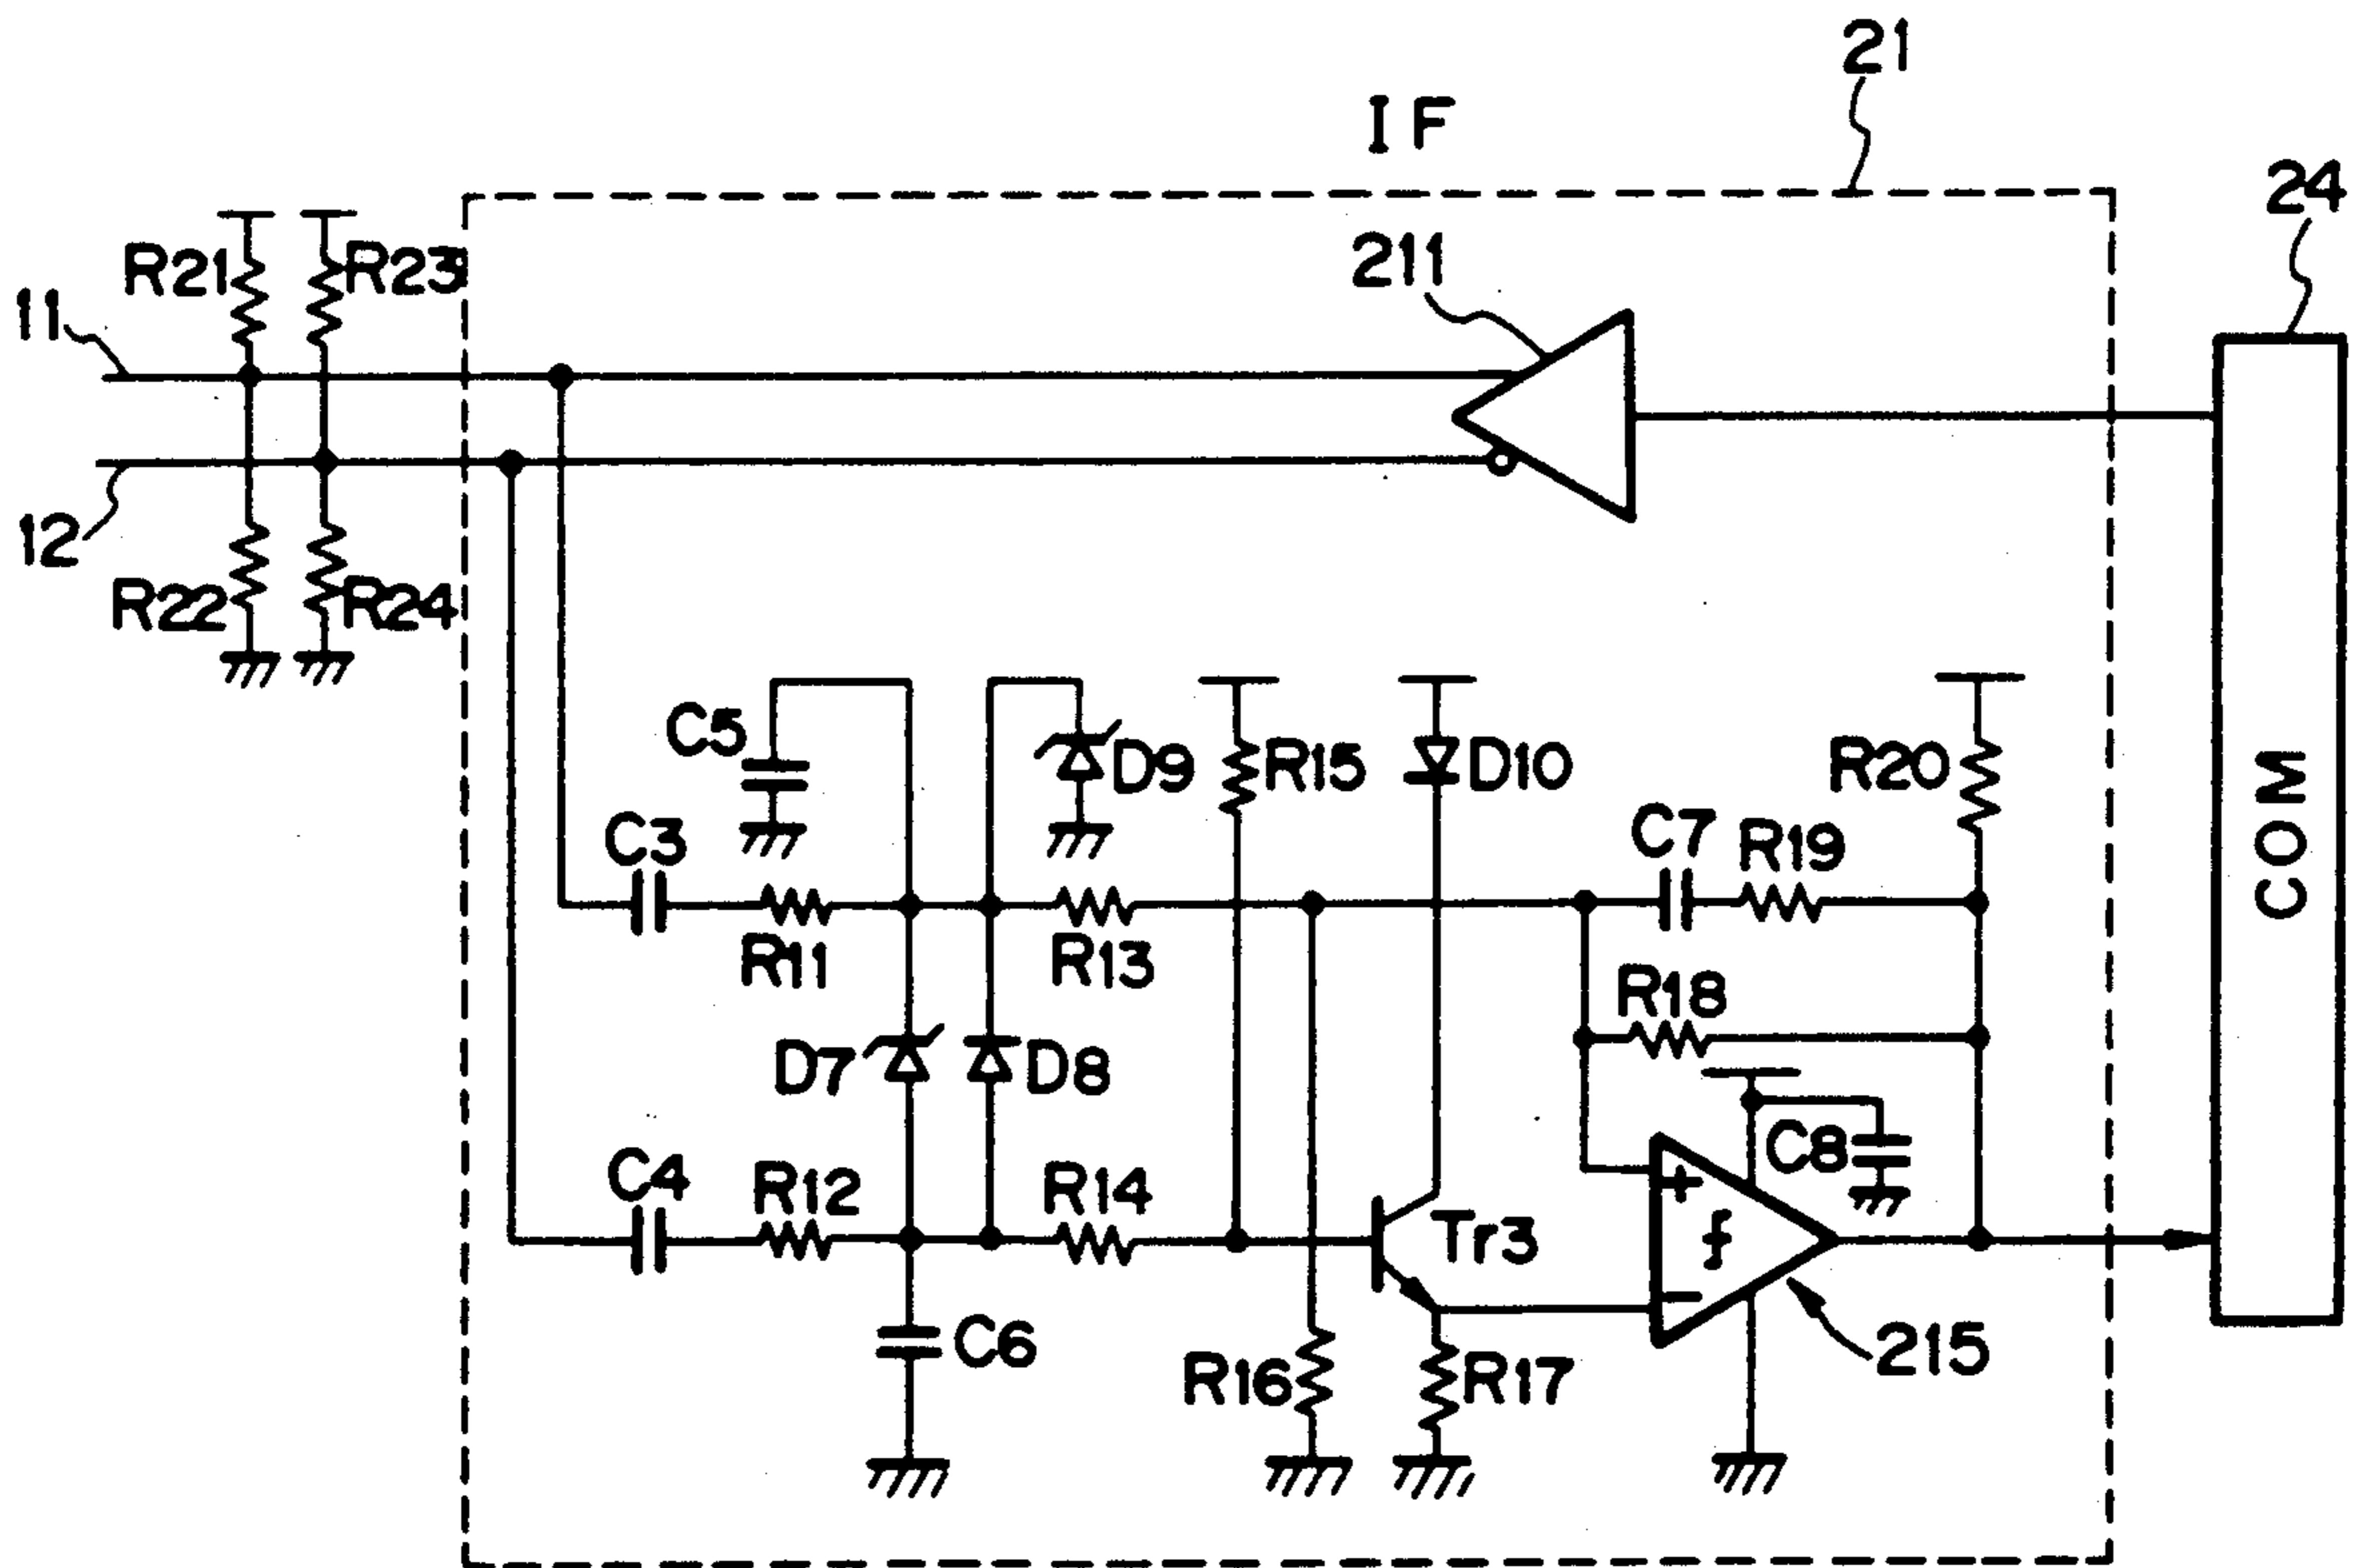 21
IF
24
211
R21
R23
11
12
R22
R24
C5
D9
R15
D10
R20
C3
C7
R19
R11
R13
R18
COM
D7
D8
C8
C4
R12
R14
+
Tr3
f
−
C6
R16
R17
215